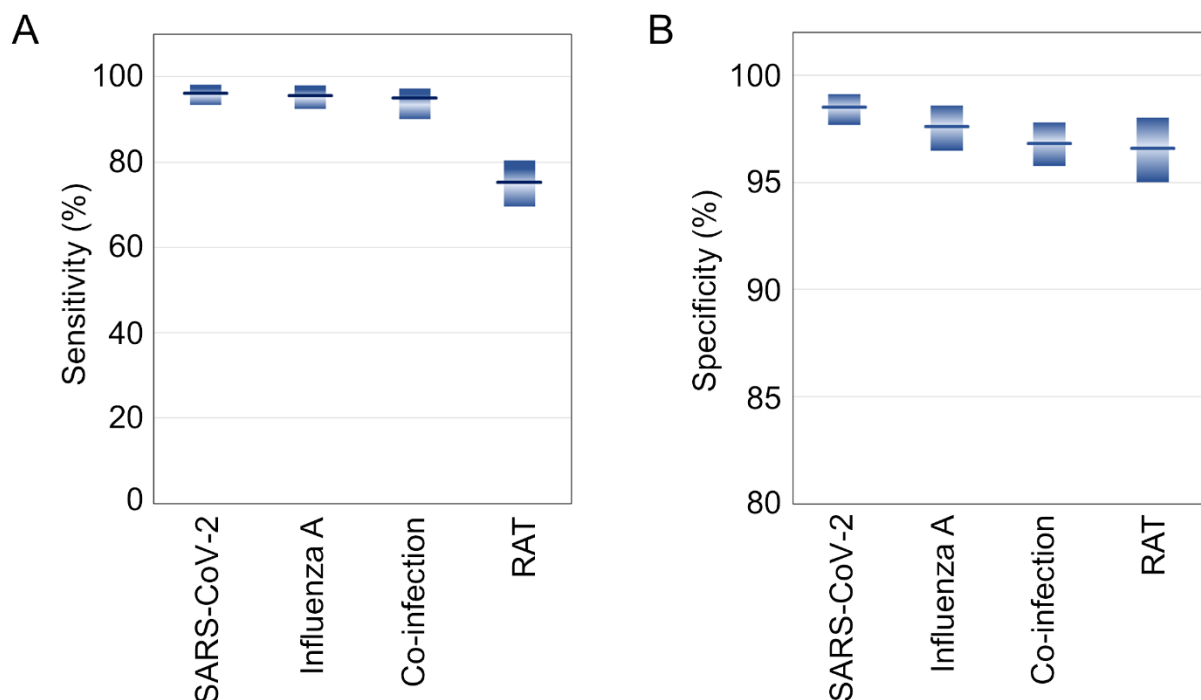 A
Sensitivity (%)
100
80
60
40
20
0
SARS-CoV-2
Influenza A
Co-infection
RAT
B
Specificity (%)
100
95
90
85
80
SARS-CoV-2
Influenza A
Co-infection
RAT